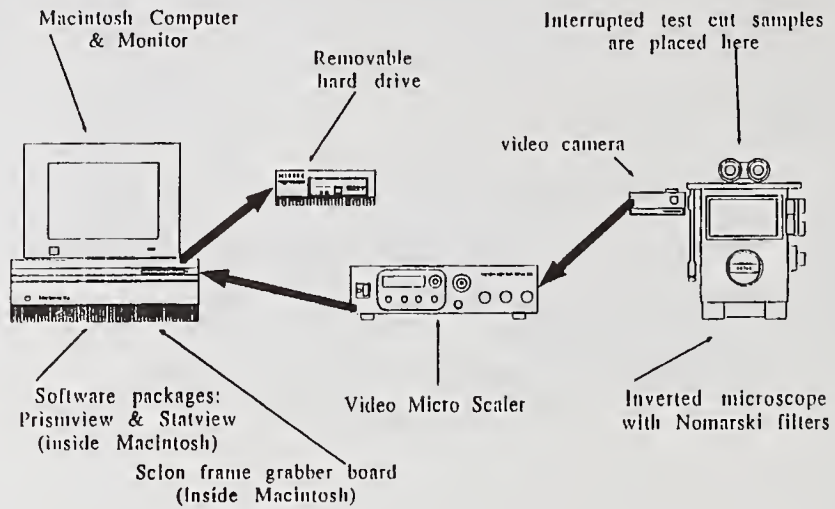 Macintosh Computer
& Monitor
Removable
hard drive
Interrupted test cut samples
are placed here
video camera
Software packages:
Prismview & Statview
(inside Macintosh)
Scion frame grabber board
(Inside Macintosh)
Video Micro Scaler
Inverted microscope
with Nomarski filters